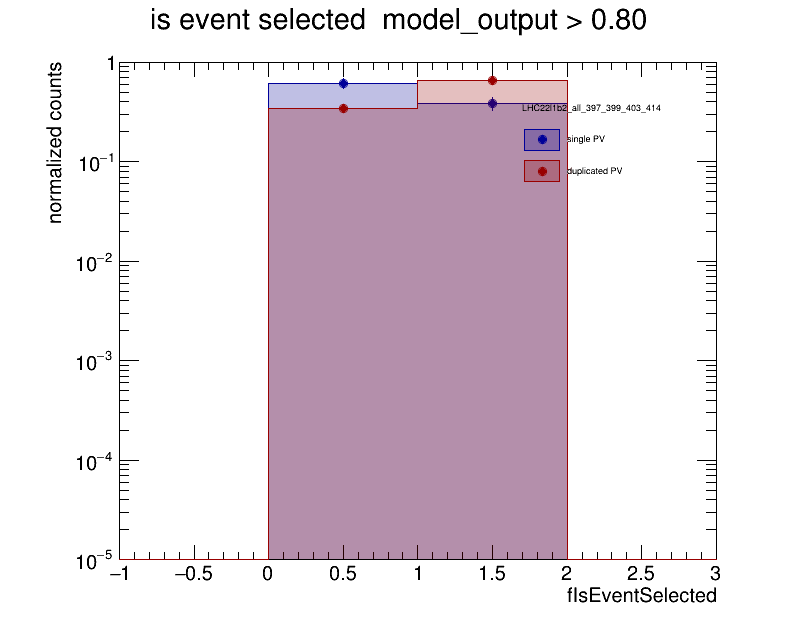 is event selected model_output > 0.80
normalized counts
1
10−1
10−2
10−3
10−4
10−5
LHC22l1b2_all_397_399_403_414
single PV
duplicated PV
−1 −0.5 0 0.5 1 1.5 2 2.5 3
fIsEventSelected